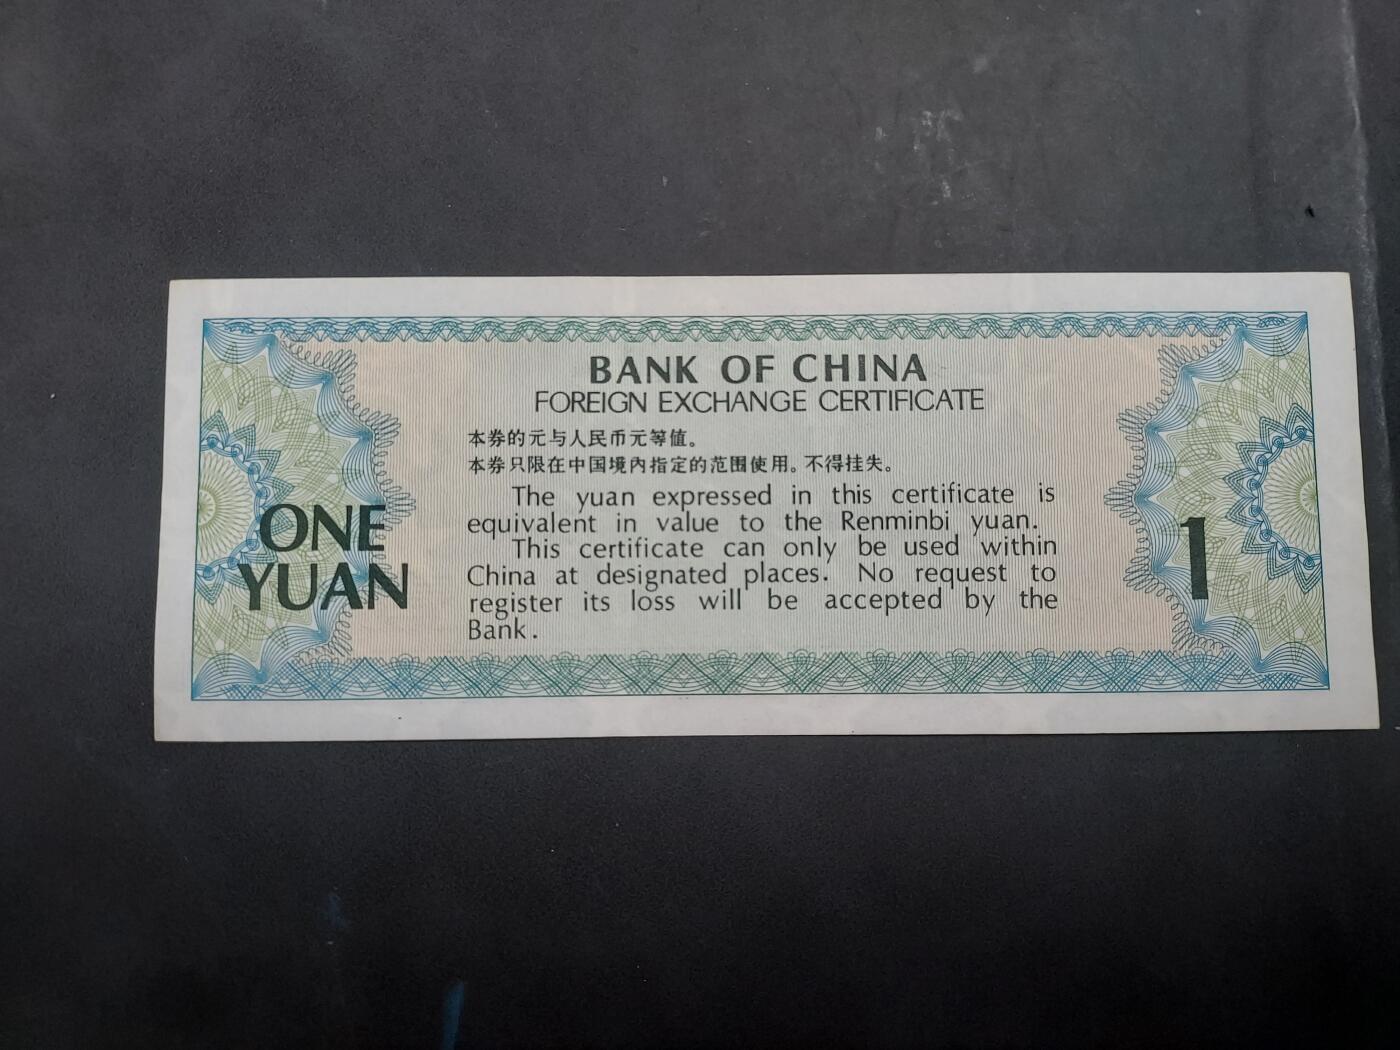 BANK OF CHINA
FOREIGN EXCHANGE CERTIFICATE
本券的元与人民币元等值。
本券只限在中国境内指定的范围使用。不得挂失。
The yuan expressed in this certificate is
equivalent in value to the Renminbi yuan.
This certificate can only be used within
China at designated places. No request to
register its loss will be accepted by the
Bank.
ONE
YUAN
1